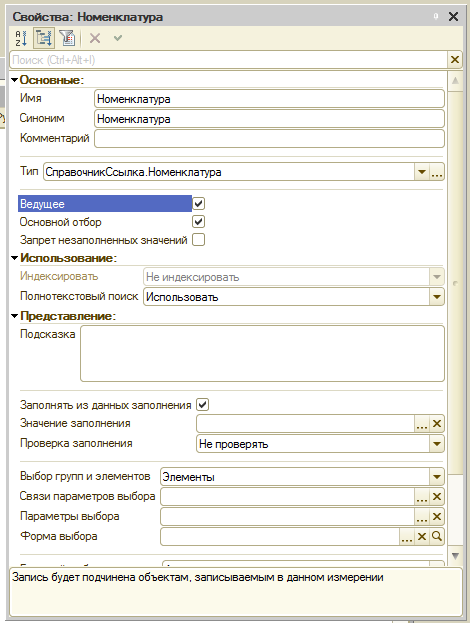 Свойства: Номенклатура
Поиск (Ctrl+Alt+I)
Основные:
Имя Номенклатура
Синоним Номенклатура
Комментарий
Тип СправочникСсылка.Номенклатура
Ведущее
Основной отбор
Запрет незаполненных значений
Использование:
Индексировать Не индексировать
Полнотекстовый поиск Использовать
Представление:
Подсказка
Заполнять из данных заполнения
Значение заполнения
Проверка заполнения Не проверять
Выбор групп и элементов Элементы
Связи параметров выбора
Параметры выбора
Форма выбора
Запись будет подчинена объектам, записываемым в данном измерении